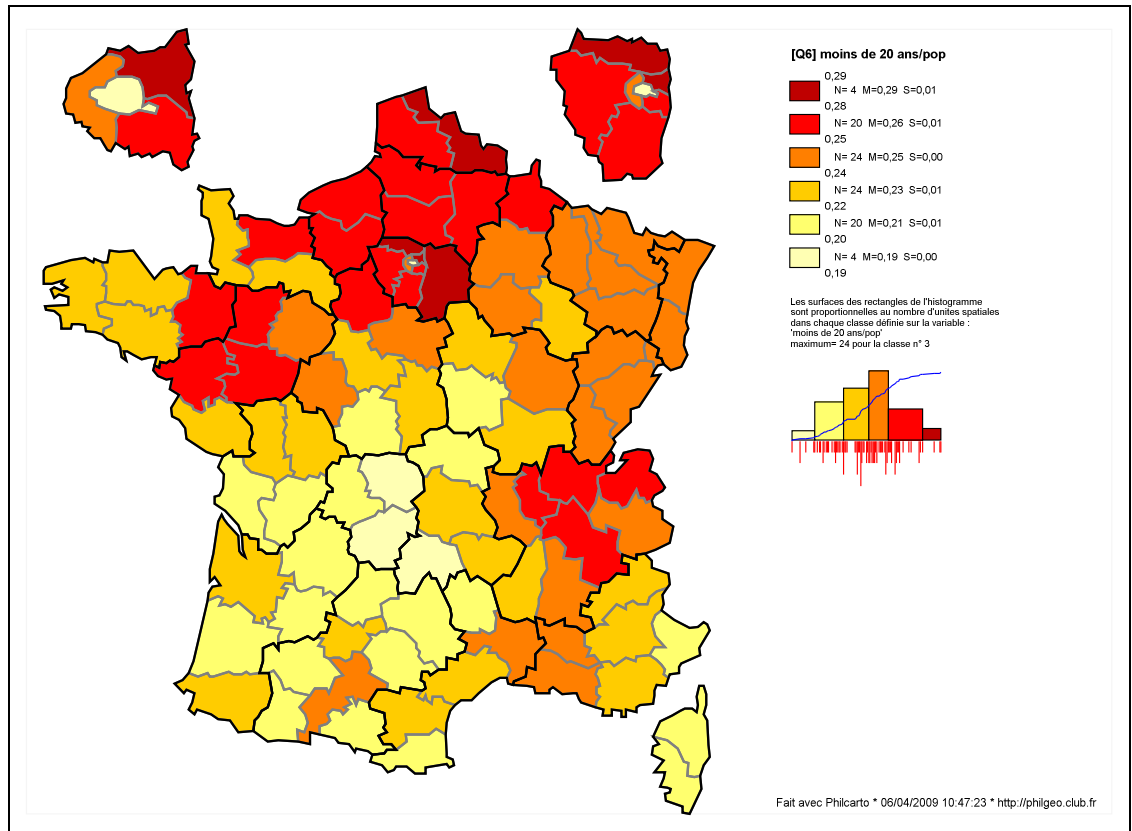 [Q6] moins de 20 ans/pop
0,29
N= 4 M=0,29 S=0,01
0,28
N= 20 M=0,26 S=0,01
0,25
N= 24 M=0,25 S=0,00
0,24
N= 24 M=0,23 S=0,01
0,22
N= 20 M=0,21 S=0,01
0,20
N= 4 M=0,19 S=0,00
0,19
Les surfaces des rectangles de l'histogramme
sont proportionnelles au nombre d'unites spatiales
dans chaque classe définie sur la variable :
'moins de 20 ans/pop'
maximum= 24 pour la classe n° 3
Fait avec Philcarto * 06/04/2009 10:47:23 * http://philgeo.club.fr